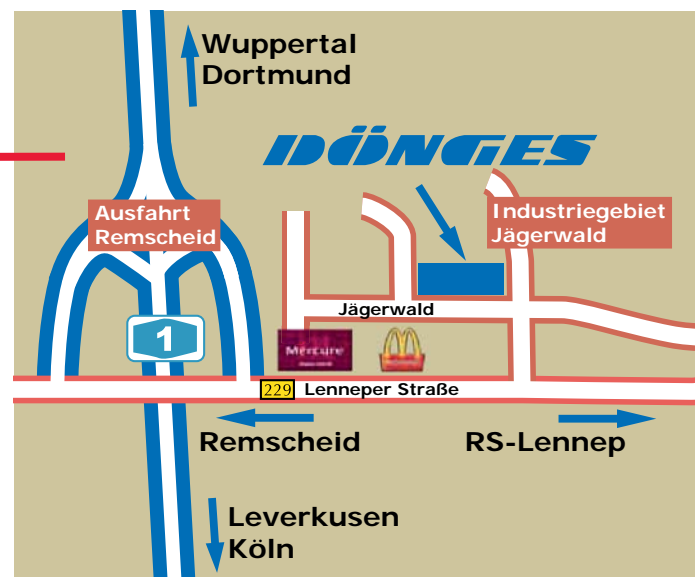 Wuppertal
Dortmund
DÖNGES
Ausfahrt
Remscheid
Industriegebiet
Jägerwald
Jägerwald
1
Mercure
229 Lenneper Straße
Remscheid
RS-Lennep
Leverkusen
Köln